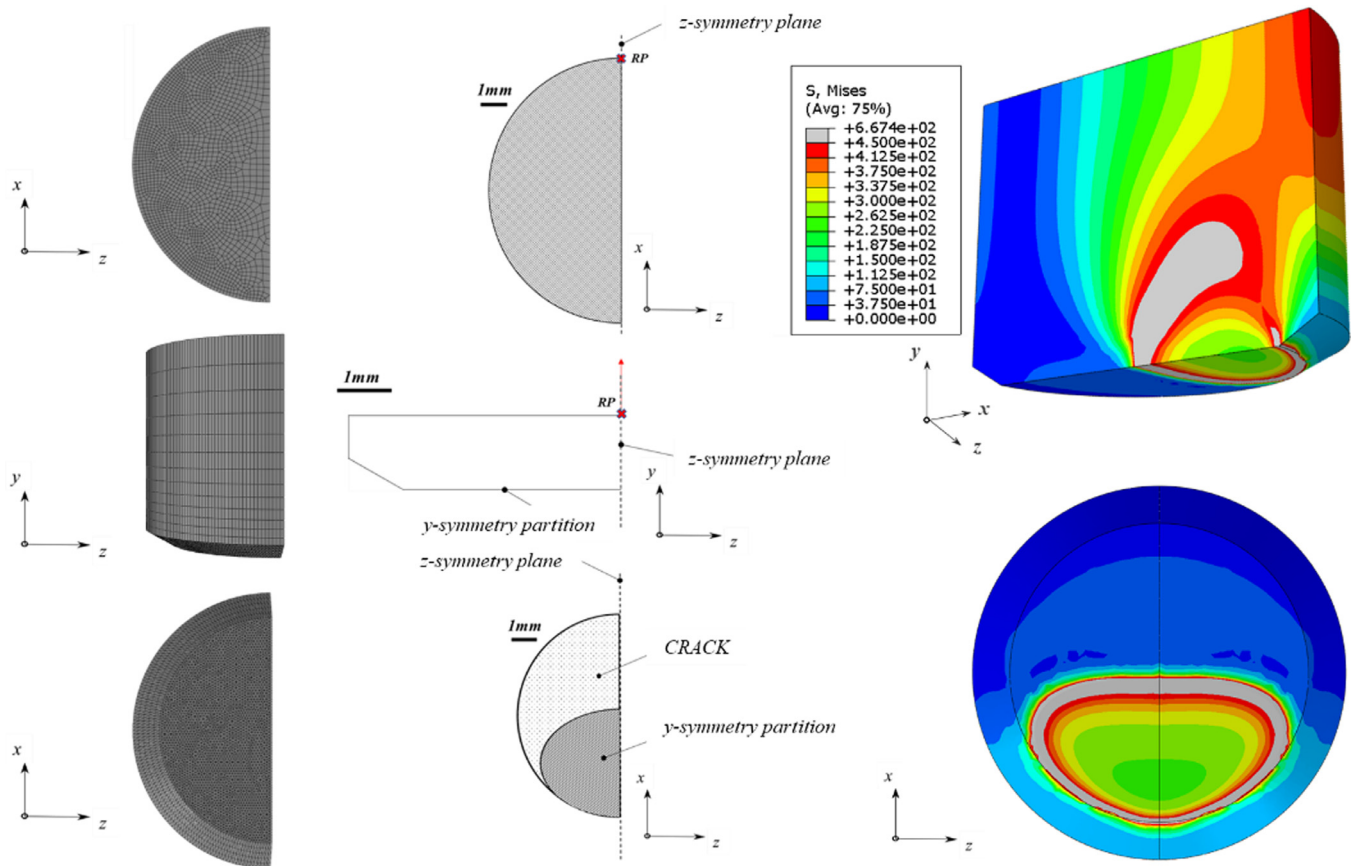 x
z
y
z
x
z
z-symmetry plane
RP
1mm
x
z
1mm
RP
z-symmetry plane
y
z
y-symmetry partition
z-symmetry plane
1mm
CRACK
y-symmetry partition
x
z
S, Mises
(Avg: 75%)
+6.674e+02
+4.500e+02
+4.125e+02
+3.750e+02
+3.375e+02
+3.000e+02
+2.625e+02
+2.250e+02
+1.875e+02
+1.500e+02
+1.125e+02
+7.500e+01
+3.750e+01
+0.000e+00
y
x
z
x
z